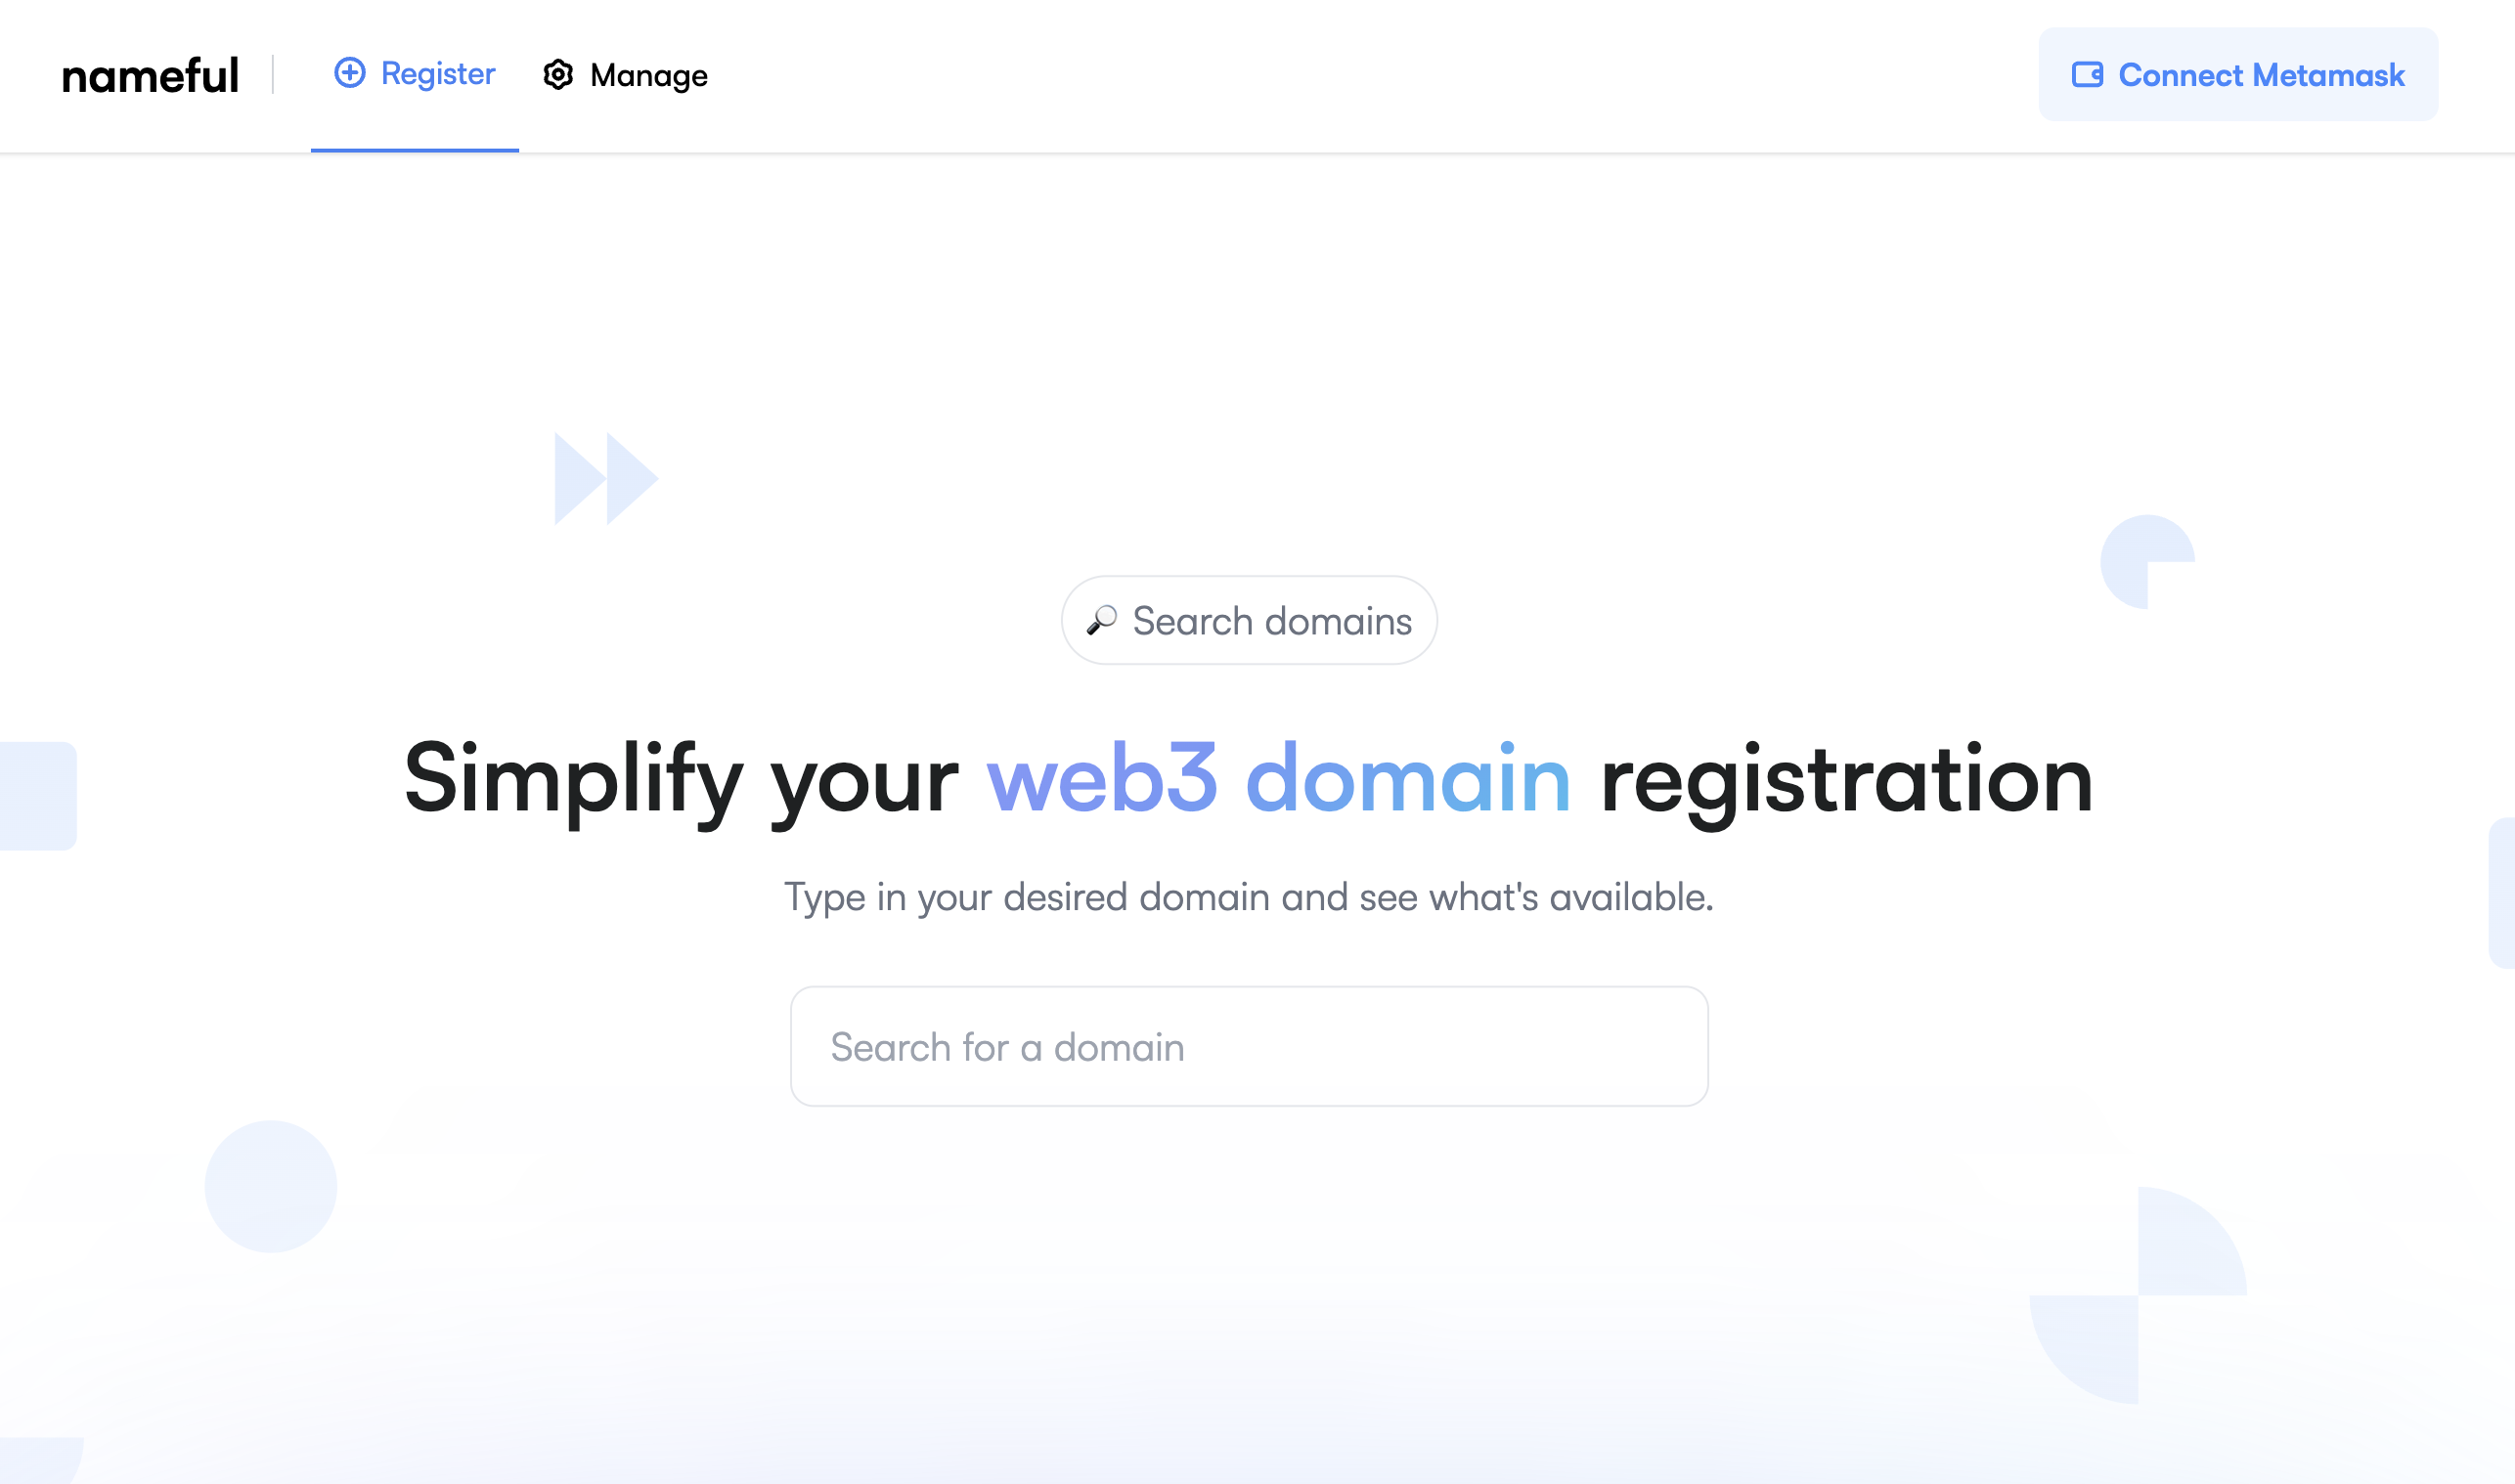 nameful
Register
Manage
Connect Metamask
Search domains
Simplify your web3 domain registration
Type in your desired domain and see what's available.
Search for a domain